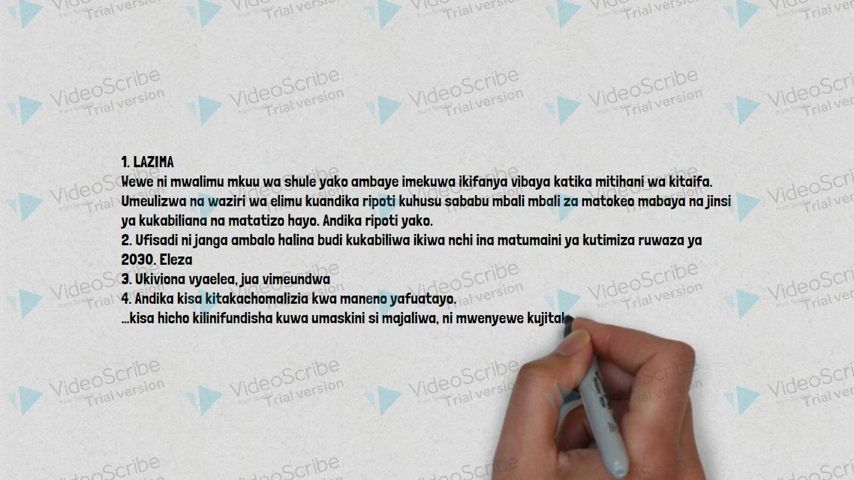 1. LAZIMA
Wewe ni mwalimu mkuu wa shule yako ambaye imekuwa ikifanya vibaya katika mitihani wa kitaifa.
Umeulizwa na waziri wa elimu kuandika ripoti kuhusu sababu mbali mbali za matokeo mabaya na jinsi
ya kukabiliana na matatizo hayo. Andika ripoti yako.
2. Ufisadi ni janga ambalo halina budi kukabiliwa ikiwa nchi ina matumaini ya kutimiza ruwaza ya
2030. Eleza
3. Ukiviona vyaelea, jua vimeundwa
4. Andika kisa kitakachomalizia kwa maneno yafuatayo.
...kisa hicho kilinifundisha kuwa umaskini si majaliwa, ni mwenyewe
VideoScribe
Trial version